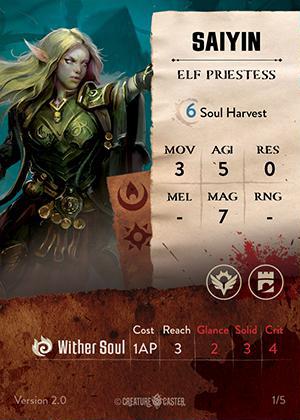 SAIYIN
ELF PRIESTESS
6 Soul Harvest
MOV AGI RES
3 5 0
MEL MAG RNG
- 7 -
Cost Reach Glance Solid Crit
Wither Soul 1AP 3 2 3 4
Version 2.0 © CREATURE CASTER 1/5